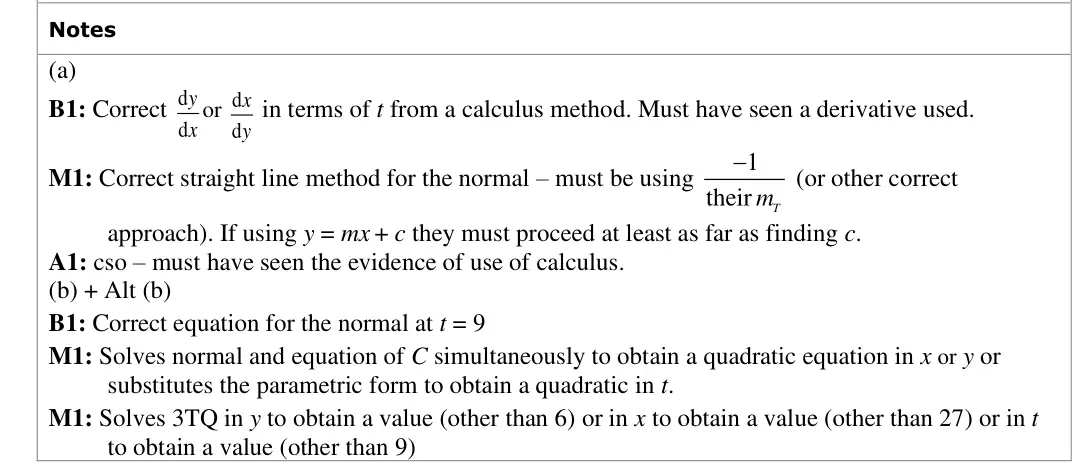 Notes
(a)
B1: Correct dy/dx or dx/dy in terms of t from a calculus method. Must have seen a derivative used.
M1: Correct straight line method for the normal – must be using –1/their m_T (or other correct
approach). If using y = mx + c they must proceed at least as far as finding c.
A1: cso – must have seen the evidence of use of calculus.
(b) + Alt (b)
B1: Correct equation for the normal at t = 9
M1: Solves normal and equation of C simultaneously to obtain a quadratic equation in x or y or
substitutes the parametric form to obtain a quadratic in t.
M1: Solves 3TQ in y to obtain a value (other than 6) or in x to obtain a value (other than 27) or in t
to obtain a value (other than 9)